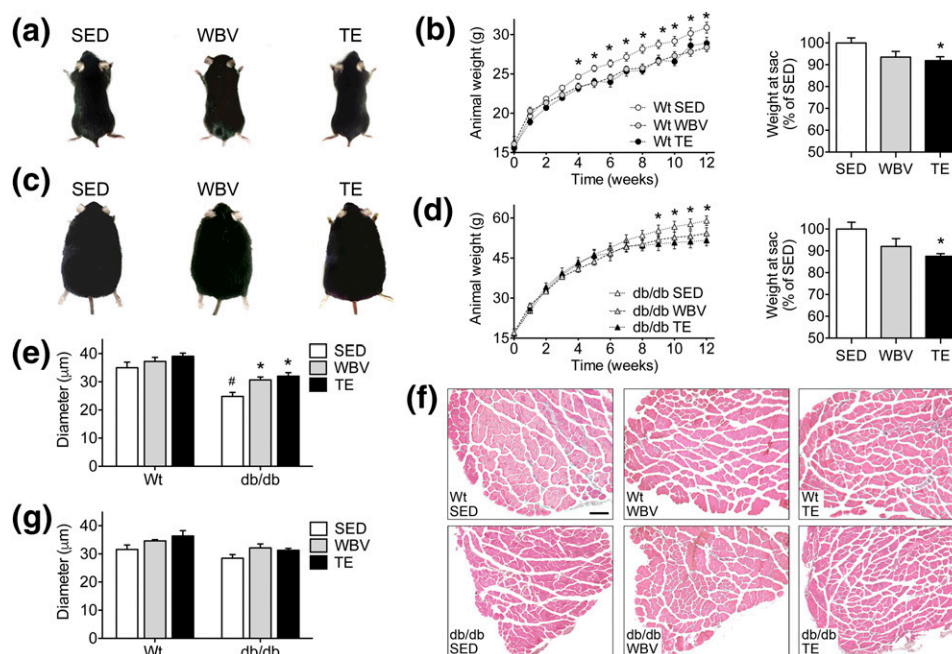 (a)
SED WBV TE
(b)
Animal weight (g)
30
25
20
15
* * * * * * * * *
Wt SED
Wt WBV
Wt TE
0 2 4 6 8 10 12
Time (weeks)
Weight at sac
(% of SED)
100
90
80
70
60
50
*
SED WBV TE
(c)
SED WBV TE
(d)
Animal weight (g)
60
45
30
15
* * * *
db/db SED
db/db WBV
db/db TE
0 2 4 6 8 10 12
Time (weeks)
Weight at sac
(% of SED)
100
90
80
70
60
50
*
SED WBV TE
(e)
Diameter (μm)
40
30
20
10
0
# * *
SED
WBV
TE
Wt db/db
(f)
Wt
SED
Wt
WBV
Wt
TE
db/db
SED
db/db
WBV
db/db
TE
(g)
Diameter (μm)
40
30
20
10
0
SED
WBV
TE
Wt db/db